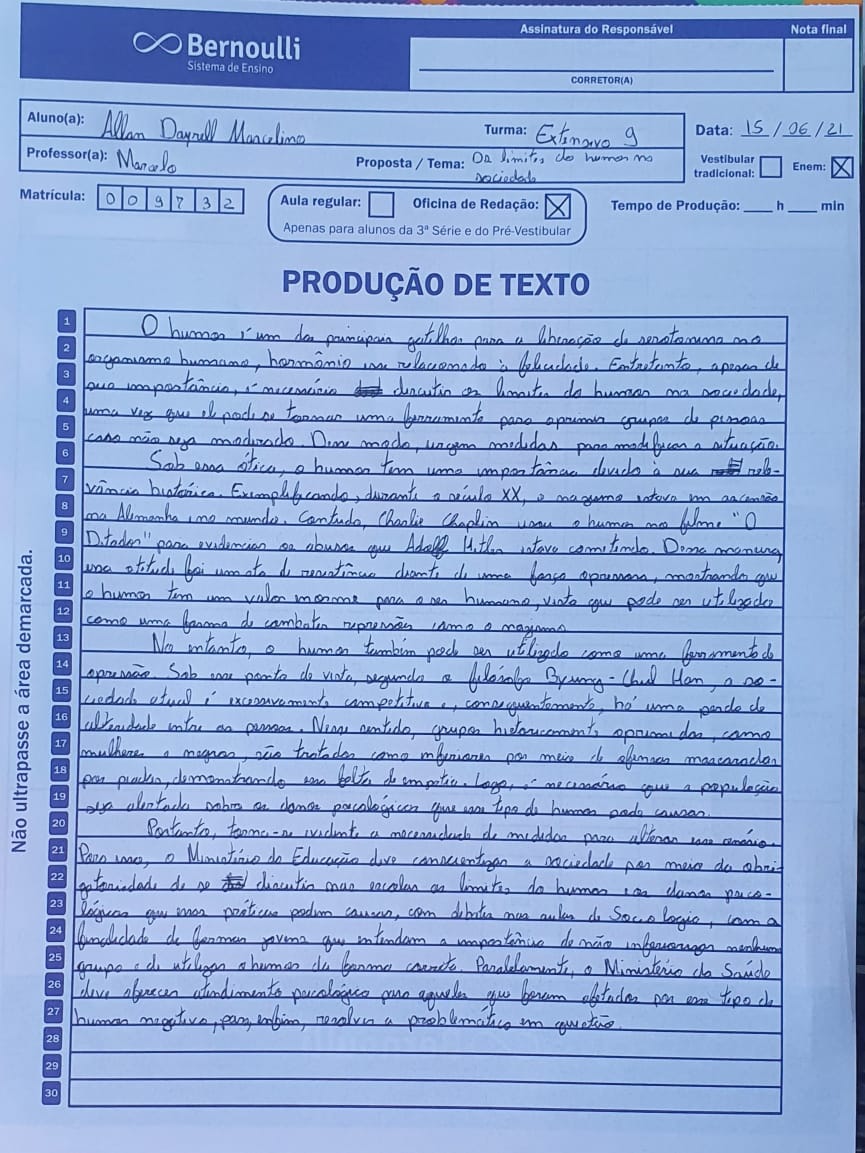 Bernoulli
Sistema de Ensino
Assinatura do Responsável
Nota final
CORRETOR(A)
Aluno(a): Allan Dayrell Marcelino
Turma: Extensivo 9
Data: 15/06/21
Professor(a): Marcelo
Proposta / Tema: Os limites do humor na sociedade
Vestibular tradicional:
Enem: X
Matrícula: 009732
Aula regular:
Oficina de Redação: X
Apenas para alunos da 3ª Série e do Pré-Vestibular
Tempo de Produção: ____ h ____ min
PRODUÇÃO DE TEXTO
Não ultrapasse a área demarcada.
1 O humor é um dos principais gatilhos para a liberação de serotonina no
2 organismo humano, hormônio esse relacionado à felicidade. Entretanto, apesar de
3 sua importância, é necessário discutir os limites do humor na sociedade,
4 uma vez que ele pode se tornar uma ferramenta para oprimir grupos de pessoas
5 caso não seja moderado. Desse modo, urgem medidas para modificar a situação.
6 Sob essa ótica, o humor tem uma importância devido à sua rele-
7 vância histórica. Exemplificando, durante o século XX, o nazismo estava em ascensão
8 na Alemanha e no mundo. Contudo, Charlie Chaplin usou o humor no filme "O
9 Ditador" para evidenciar os abusos que Adolf Hitler estava cometendo. Dessa maneira,
10 essa atitude foi um ato de resistência diante de uma força opressora, mostrando que
11 o humor tem um valor enorme para o ser humano, visto que pode ser utilizado
12 como uma forma de combater repressões como o nazismo.
13 No entanto, o humor também pode ser utilizado como uma ferramenta de
14 opressão. Sob esse ponto de vista, segundo o filósofo Byung-Chul Han, a so-
15 ciedade atual é excessivamente competitiva e, consequentemente, há uma perda de
16 alteridade entre as pessoas. Nesse sentido, grupos historicamente oprimidos, como
17 mulheres e negros, são tratados como inferiores por meio de ofensas mascaradas
18 por piadas, demonstrando essa falta de empatia. Logo, é necessário que a população
19 seja alertada sobre os danos psicológicos que esse tipo de humor pode causar.
20 Portanto, torna-se evidente a necessidade de medidas para alterar esse cenário.
21 Para isso, o Ministério da Educação deve conscientizar a sociedade por meio da obri-
22 gatoriedade de se discutir nas escolas os limites do humor e os danos psico-
23 lógicos que essas práticas podem causar, com debates nas aulas de Sociologia, com a
24 finalidade de formar jovens que entendam a importância de não inferiorizar nenhum
25 grupo e de utilizar o humor da forma correta. Paralelamente, o Ministério da Saúde
26 deve oferecer atendimento psicológico para aqueles que foram afetados por esse tipo de
27 humor negativo, para, enfim, resolver a problemática em questão.
28
29
30